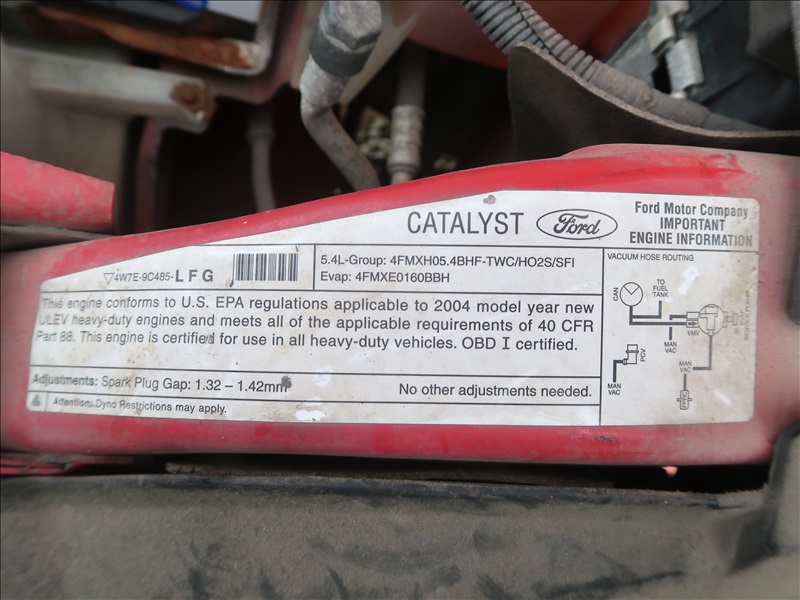 CATALYST
Ford
Ford Motor Company
IMPORTANT
ENGINE INFORMATION
4W7E-9C485-LFG
5.4L-Group: 4FMXH05.4BHF-TWC/HO2S/SFI
Evap: 4FMXE0160BBH
This engine conforms to U.S. EPA regulations applicable to 2004 model year new
ULEV heavy-duty engines and meets all of the applicable requirements of 40 CFR
Part 88. This engine is certified for use in all heavy-duty vehicles. OBD I certified.
Adjustments: Spark Plug Gap: 1.32 – 1.42mm
No other adjustments needed.
Attention: Dyno Restrictions may apply.
VACUUM HOSE ROUTING
CAN
TO
FUEL
TANK
VMV
MAN
VAC
PCV
MAN
VAC
MAN
VAC